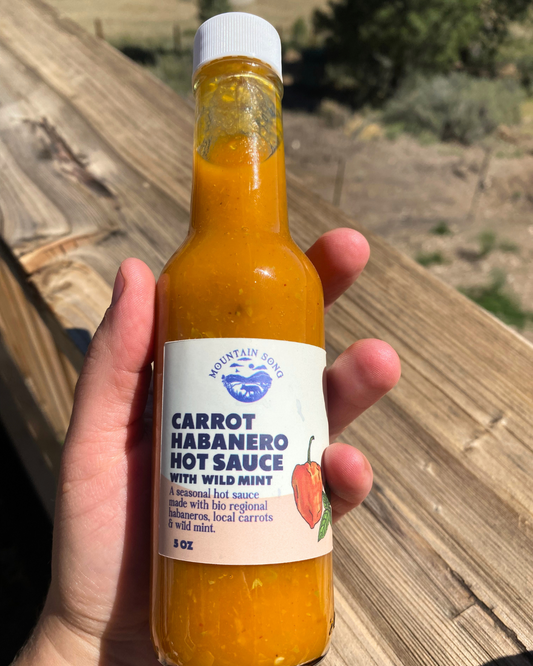 MOUNTAIN SONG
CARROT
HABANERO
HOT SAUCE
WITH WILD MINT
A seasonal hot sauce
made with bio regional
habaneros, local carrots
& wild mint.
5 OZ